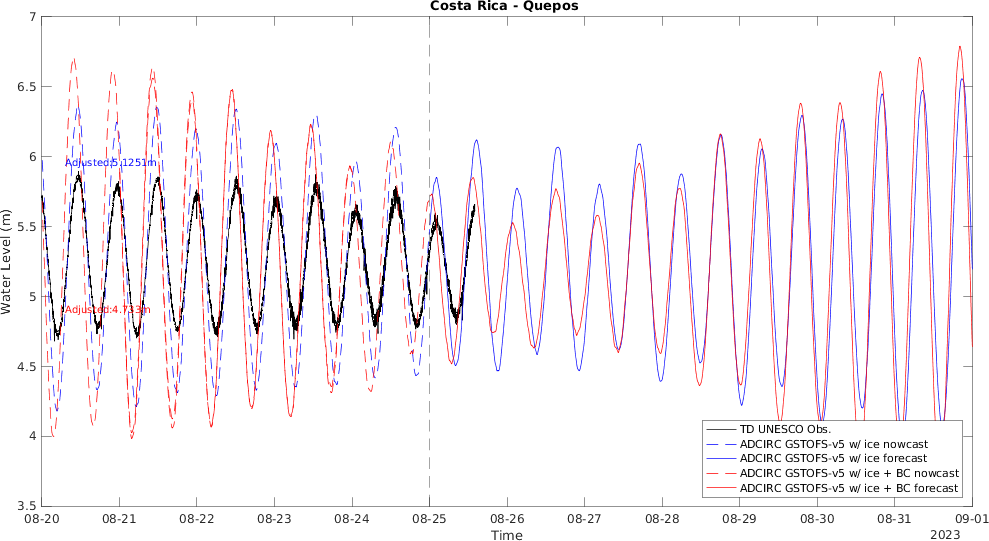 Costa Rica - Quepos
7
6.5
6
5.5
5
4.5
4
3.5
Water Level (m)
Adjusted:5.1251m
Adjusted:4.733m
TD UNESCO Obs.
ADCIRC GSTOFS-v5 w/ ice nowcast
ADCIRC GSTOFS-v5 w/ ice forecast
ADCIRC GSTOFS-v5 w/ ice + BC nowcast
ADCIRC GSTOFS-v5 w/ ice + BC forecast
08-20 08-21 08-22 08-23 08-24 08-25 08-26 08-27 08-28 08-29 08-30 08-31 09-01
Time
2023